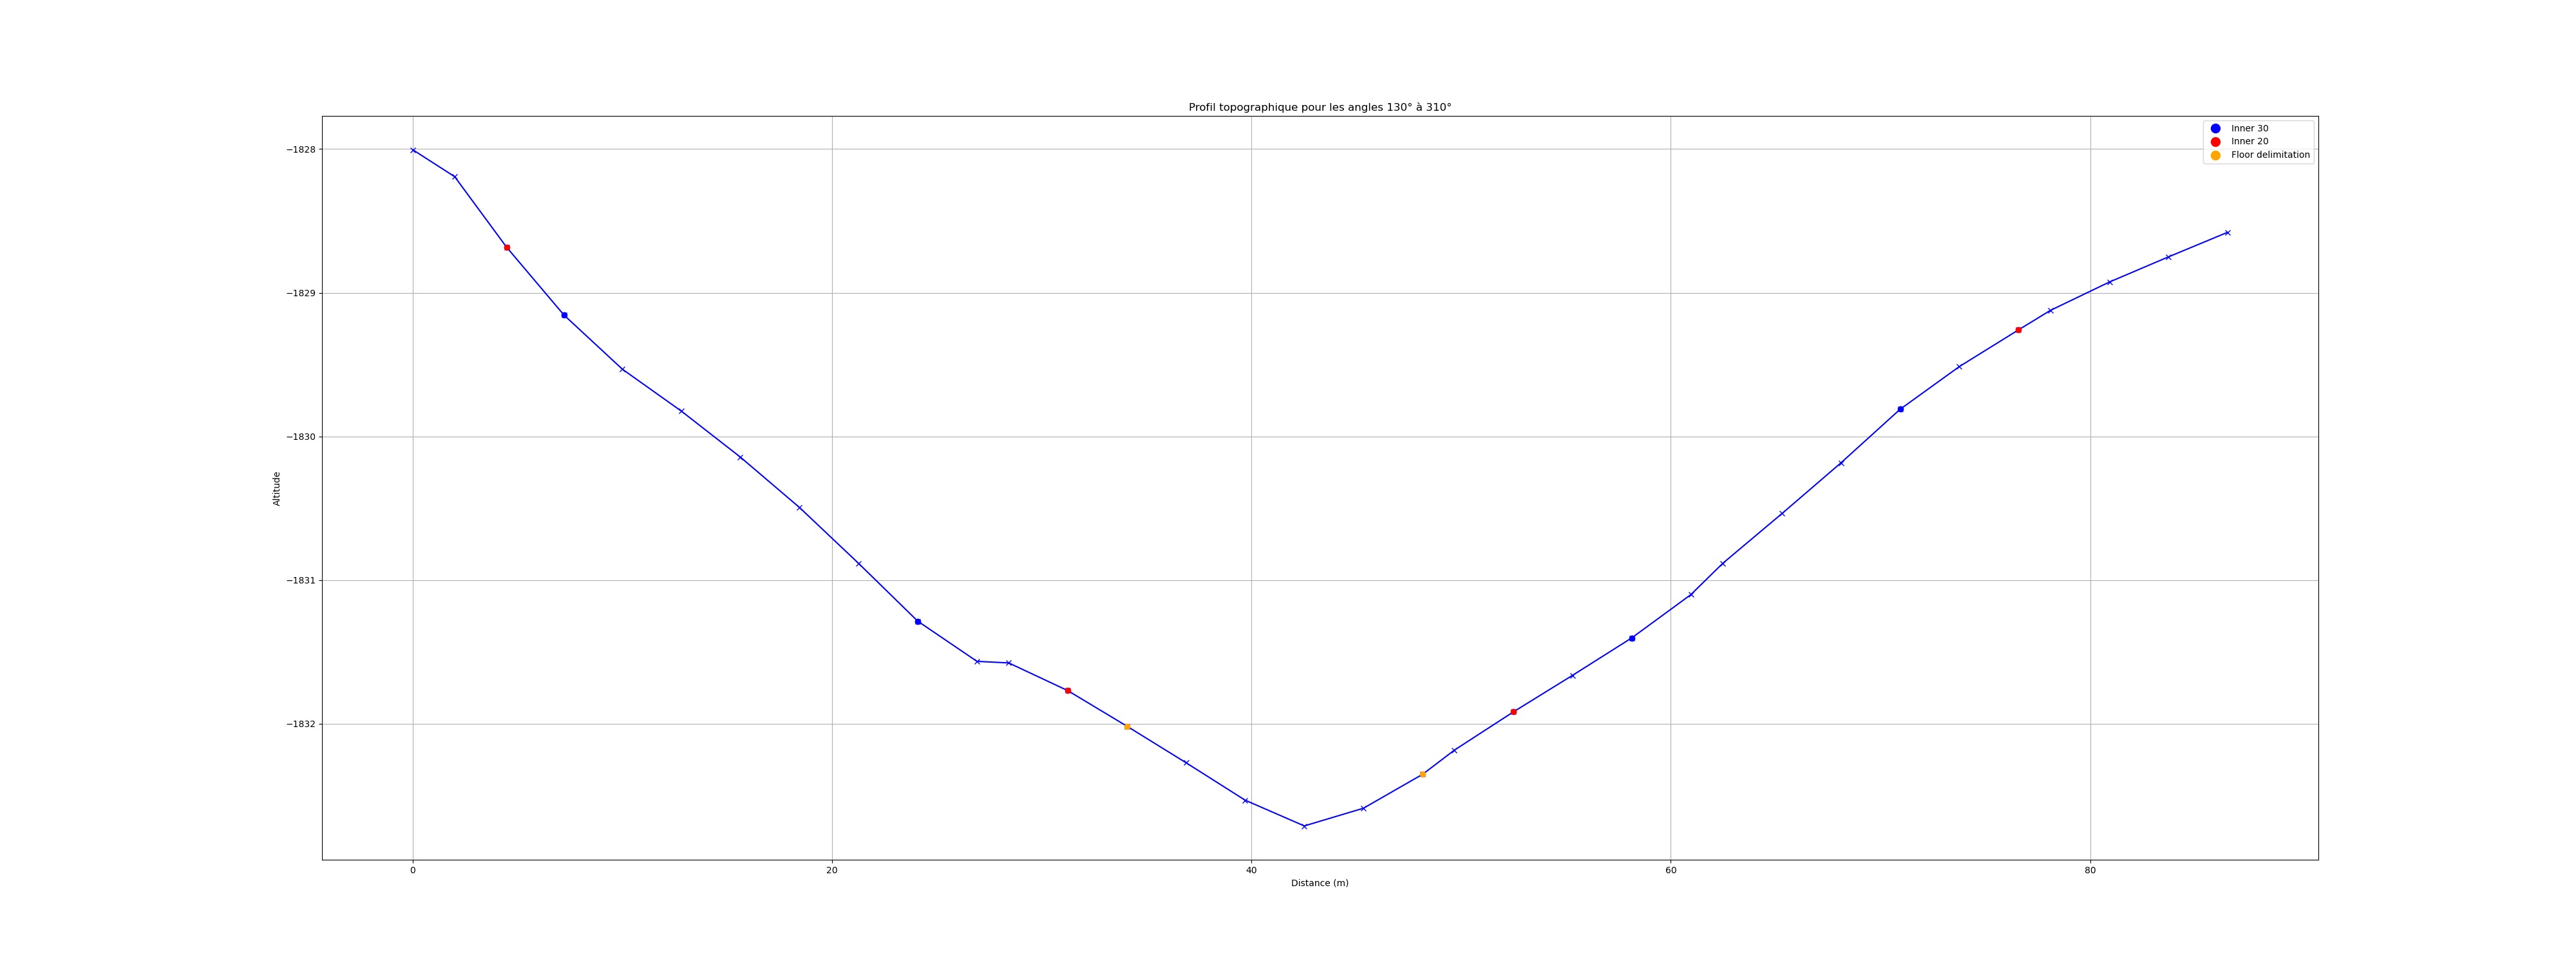 Profil topographique pour les angles 130° à 310°
Inner 30
Inner 20
Floor delimitation
Altitude
−1828
−1829
−1830
−1831
−1832
0
20
40
60
80
Distance (m)